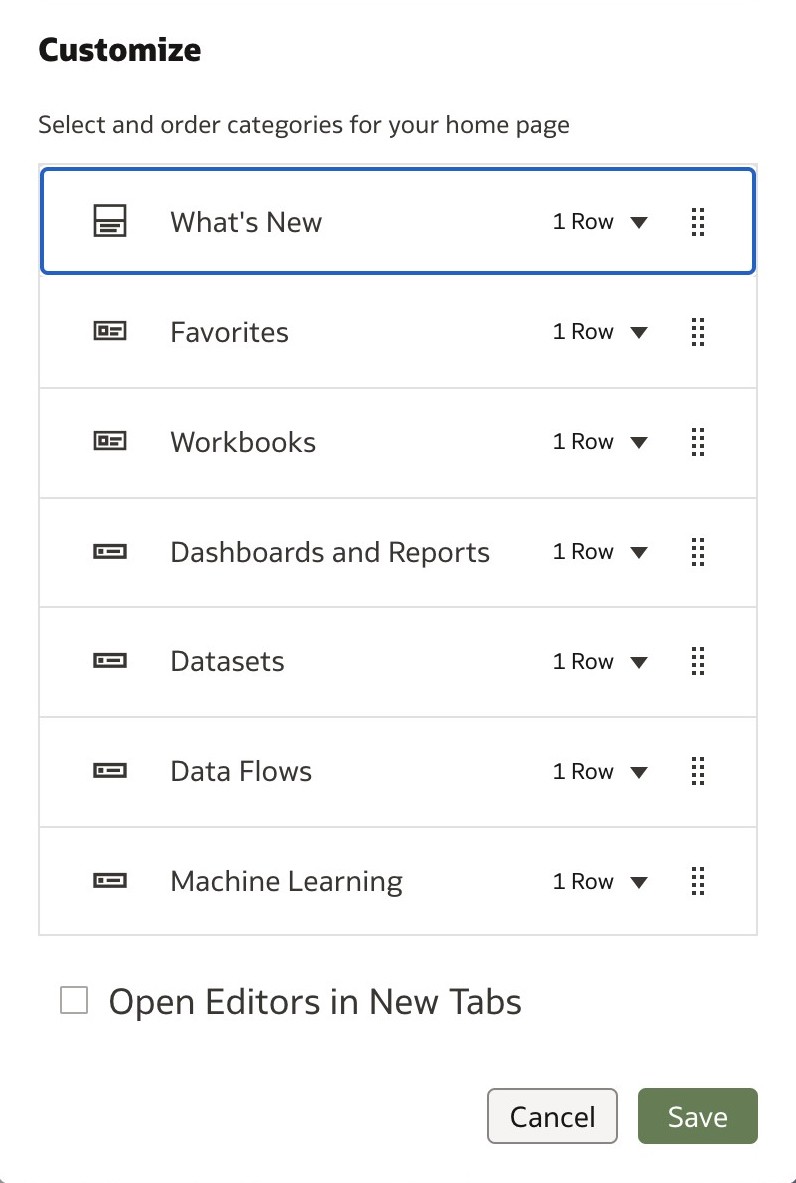 Customize
Select and order categories for your home page
What's New 1 Row
Favorites 1 Row
Workbooks 1 Row
Dashboards and Reports 1 Row
Datasets 1 Row
Data Flows 1 Row
Machine Learning 1 Row
Open Editors in New Tabs
Cancel Save